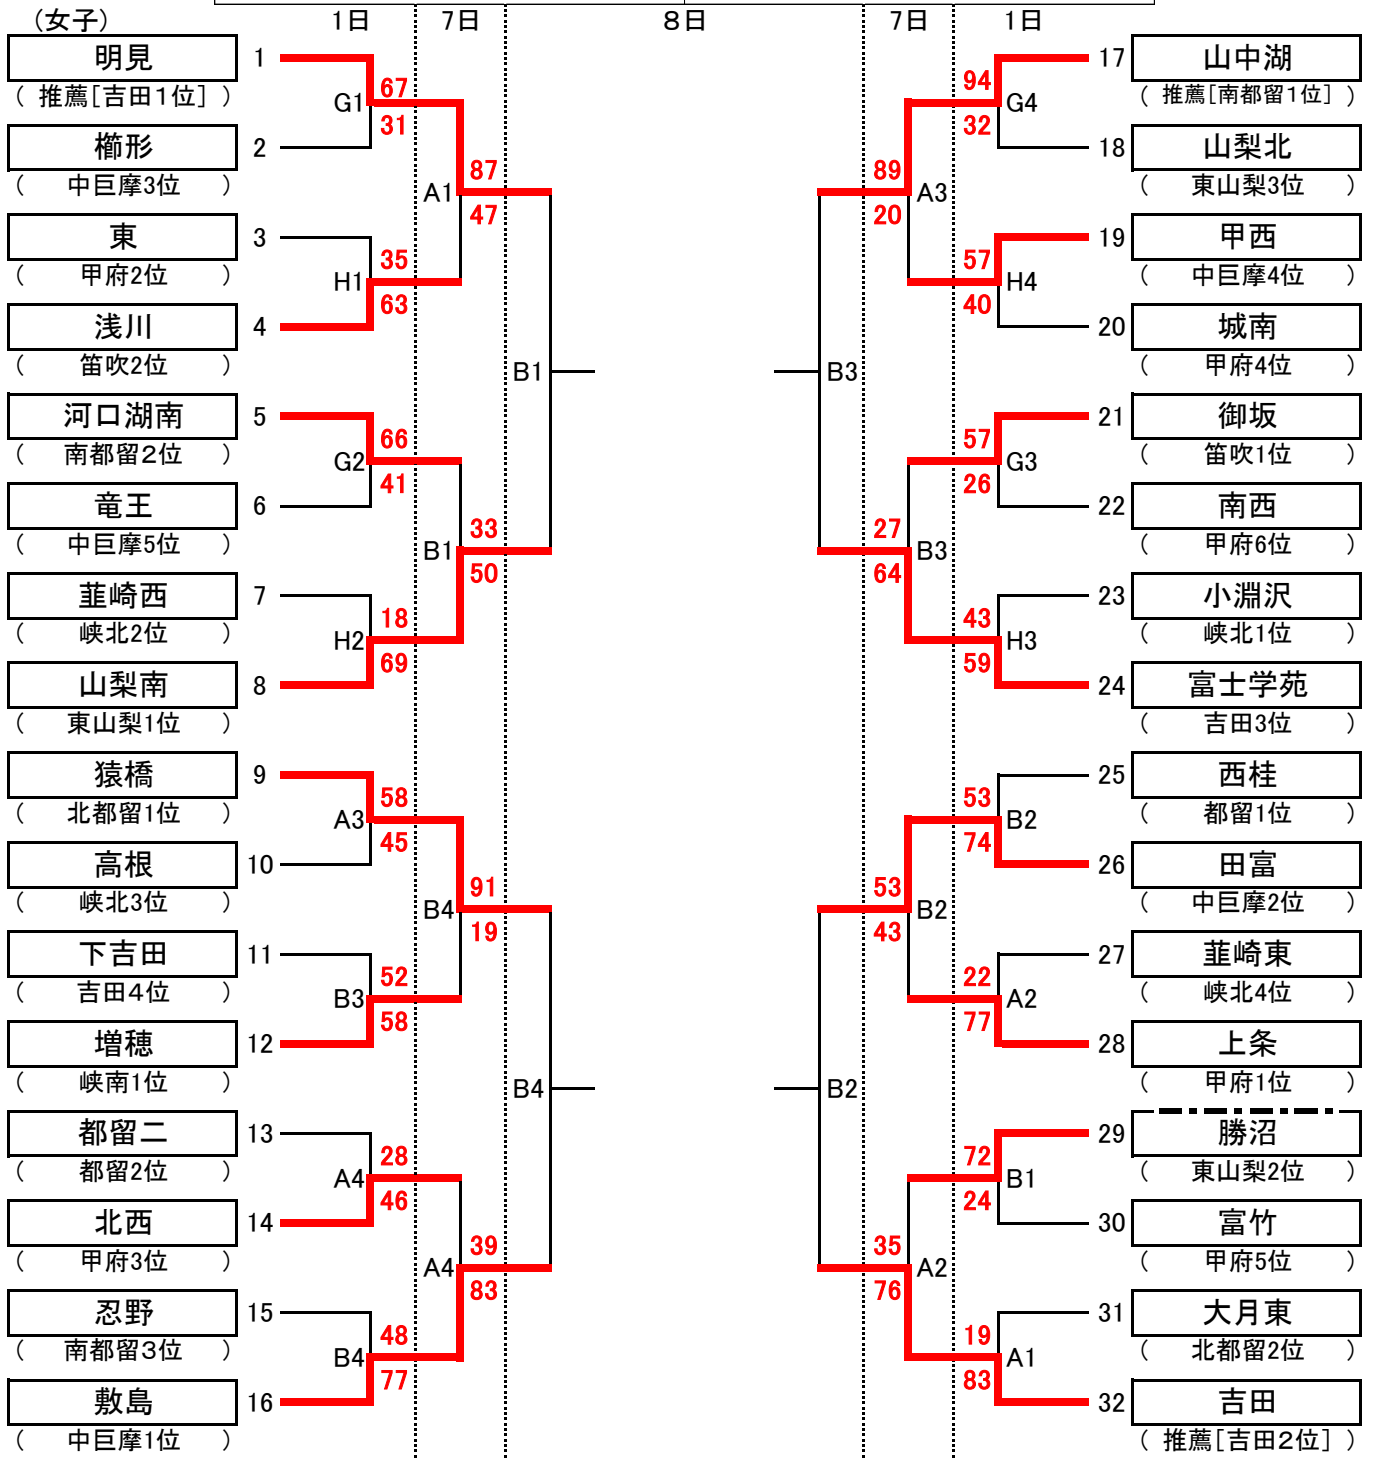 (女子) 1日 7日 8日 7日 1日
明見 1 17 山中湖
( 推薦[吉田1位] ) G1 67 94 G4 ( 推薦[南都留1位] )
31 32
櫛形 2 18 山梨北
( 中巨摩3位 ) A1 87 89 A3 ( 東山梨3位 )
47 20
東 3 19 甲西
( 甲府2位 ) H1 35 57 H4 ( 中巨摩4位 )
63 40
浅川 4 20 城南
( 笛吹2位 ) B1 B3 ( 甲府4位 )
河口湖南 5 21 御坂
( 南都留2位 ) G2 66 57 G3 ( 笛吹1位 )
41 26
竜王 6 22 南西
( 中巨摩5位 ) B1 33 27 B3 ( 甲府6位 )
50 64
韮崎西 7 23 小淵沢
( 峡北2位 ) H2 18 43 H3 ( 峡北1位 )
69 59
山梨南 8 24 富士学苑
( 東山梨1位 ) ( 吉田3位 )
猿橋 9 25 西桂
( 北都留1位 ) A3 58 53 B2 ( 都留1位 )
45 74
高根 10 26 田富
( 峡北3位 ) B4 91 53 B2 ( 中巨摩2位 )
19 43
下吉田 11 27 韮崎東
( 吉田4位 ) B3 52 22 A2 ( 峡北4位 )
58 77
増穂 12 28 上条
( 峡南1位 ) B4 B2 ( 甲府1位 )
都留二 13 29 勝沼
( 都留2位 ) A4 28 72 B1 ( 東山梨2位 )
46 24
北西 14 30 富竹
( 甲府3位 ) A4 39 35 A2 ( 甲府5位 )
83 76
忍野 15 31 大月東
( 南都留3位 ) B4 48 19 A1 ( 北都留2位 )
77 83
敷島 16 32 吉田
( 中巨摩1位 ) ( 推薦[吉田2位] )